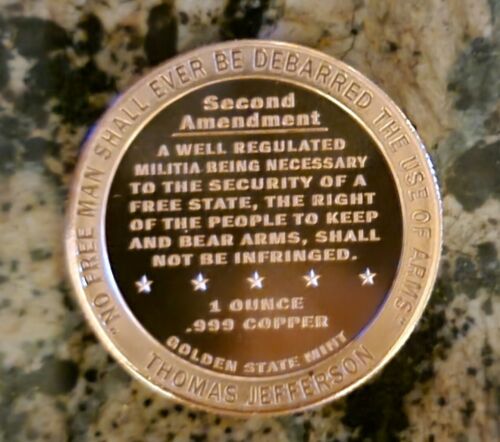 "NO FREE MAN SHALL EVER BE DEBARRED THE USE OF ARMS"
THOMAS JEFFERSON
Second
Amendment
A WELL REGULATED
MILITIA BEING NECESSARY
TO THE SECURITY OF A
FREE STATE, THE RIGHT
OF THE PEOPLE TO KEEP
AND BEAR ARMS, SHALL
NOT BE INFRINGED.
1 OUNCE
.999 COPPER
GOLDEN STATE MINT